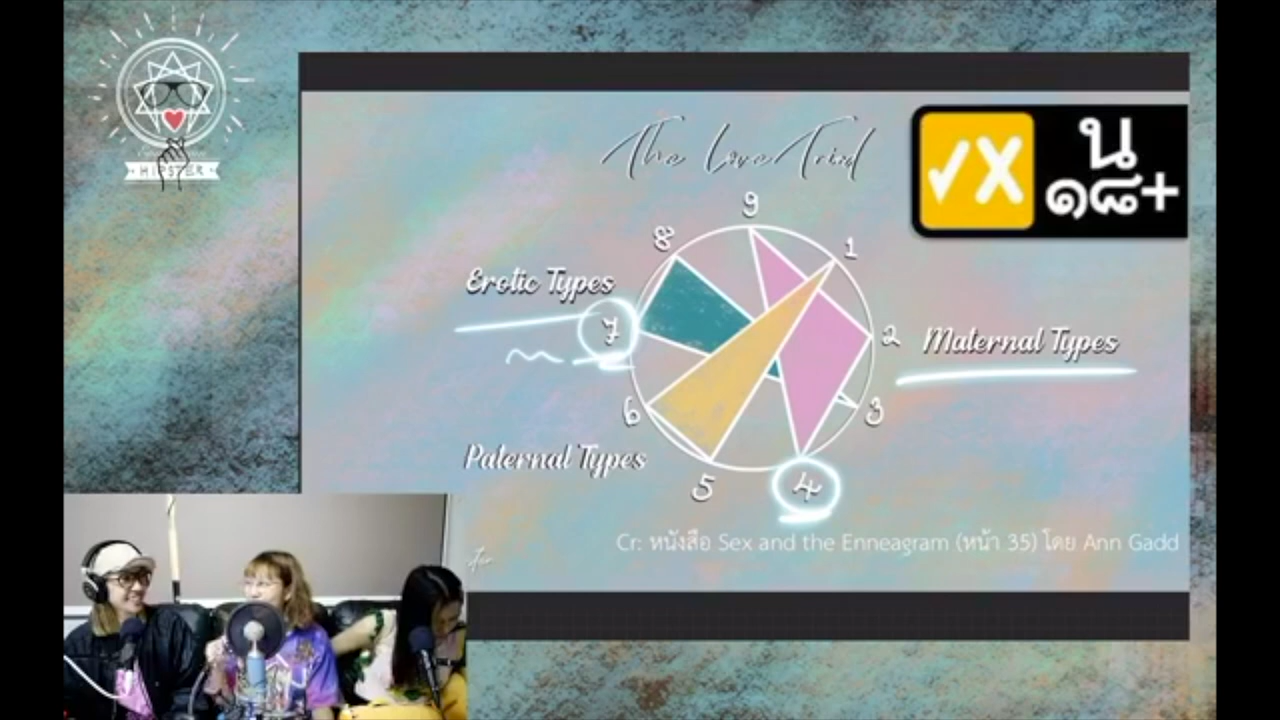 HIPSTER
The Love Triad
√X
น
๑๘+
9
8
1
Erotic Types
7
2
Maternal Types
6
3
Paternal Types
5
4
Cr: หนังสือ Sex and the Enneagram (หน้า 35) โดย Ann Gadd